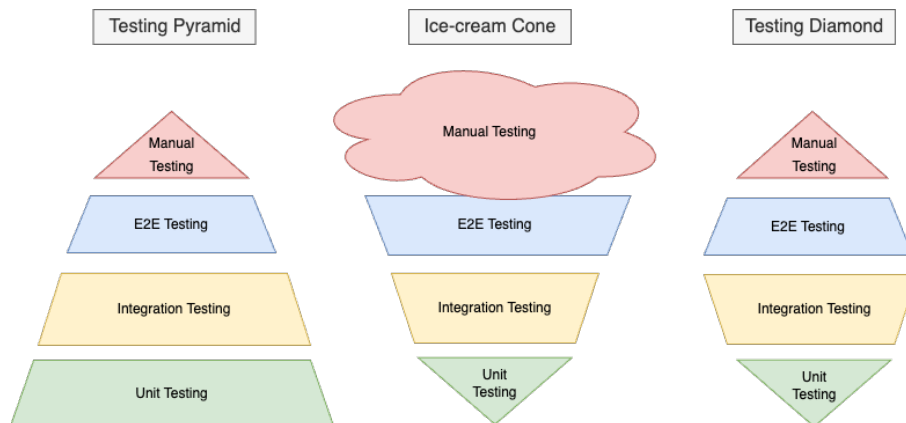 Testing Pyramid
Ice-cream Cone
Testing Diamond
Manual
Testing
E2E Testing
Integration Testing
Unit Testing
Manual Testing
E2E Testing
Integration Testing
Unit
Testing
Manual
Testing
E2E Testing
Integration Testing
Unit
Testing